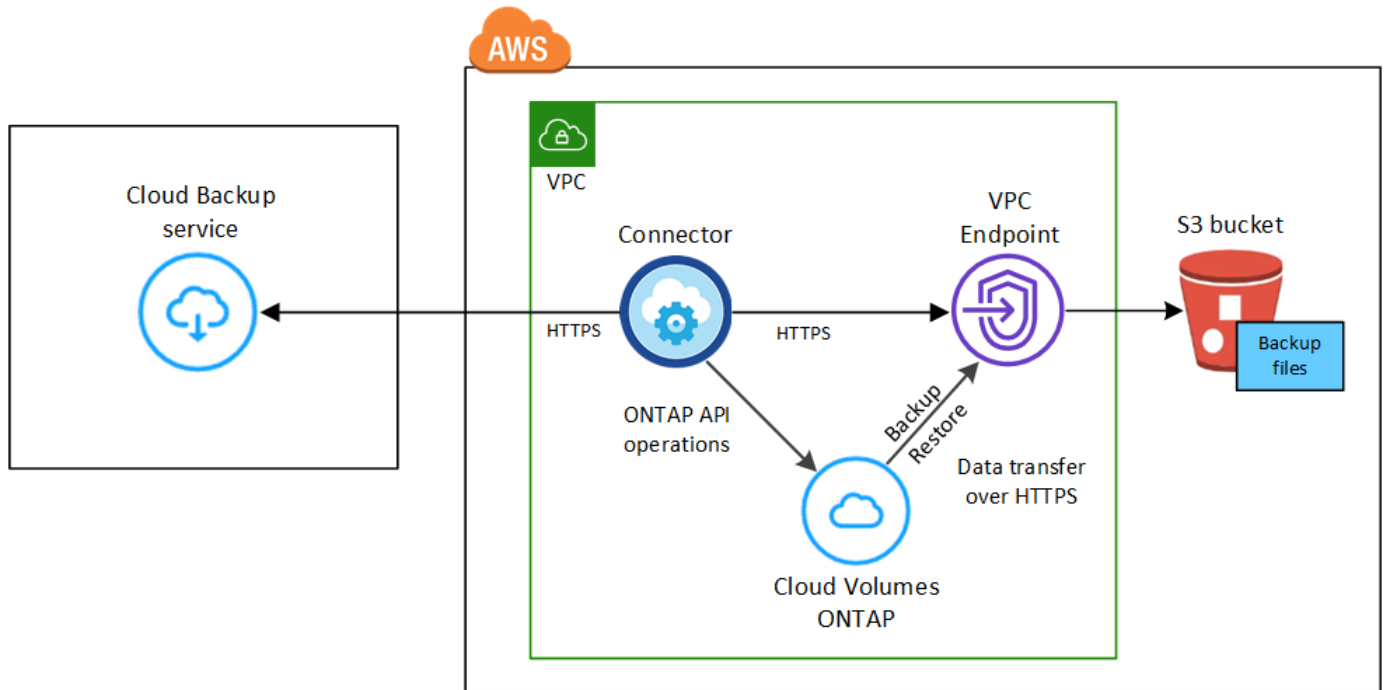 AWS
Cloud Backup
service
VPC
Connector
VPC
Endpoint
S3 bucket
HTTPS
HTTPS
Backup
files
ONTAP API
operations
Backup
Restore
Data transfer
over HTTPS
Cloud Volumes
ONTAP